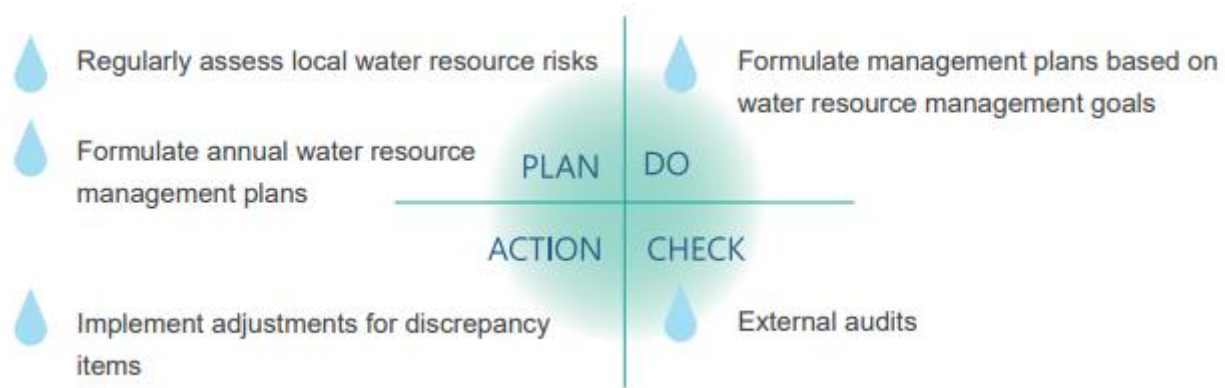 Regularly assess local water resource risks
Formulate annual water resource
management plans
PLAN
Formulate management plans based on
water resource management goals
DO
ACTION
Implement adjustments for discrepancy
items
CHECK
External audits